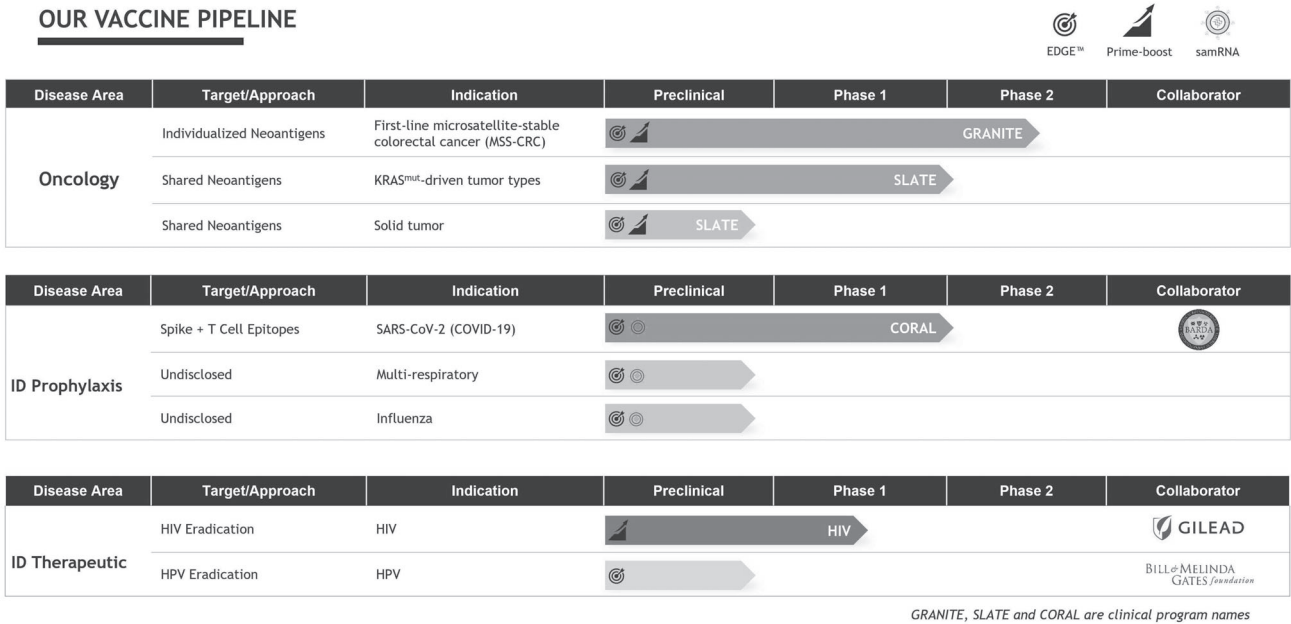 OUR VACCINE PIPELINE
EDGE™ Prime-boost samRNA
Disease Area Target/Approach Indication Preclinical Phase 1 Phase 2 Collaborator
Oncology
Individualized Neoantigens
First-line microsatellite-stable
colorectal cancer (MSS-CRC)
GRANITE
Shared Neoantigens KRASmut-driven tumor types SLATE
Shared Neoantigens Solid tumor SLATE
Disease Area Target/Approach Indication Preclinical Phase 1 Phase 2 Collaborator
ID Prophylaxis
Spike + T Cell Epitopes SARS-CoV-2 (COVID-19) CORAL BARDA
Undisclosed Multi-respiratory
Undisclosed Influenza
Disease Area Target/Approach Indication Preclinical Phase 1 Phase 2 Collaborator
ID Therapeutic
HIV Eradication HIV HIV GILEAD
HPV Eradication HPV
BILL & MELINDA
GATES foundation
GRANITE, SLATE and CORAL are clinical program names